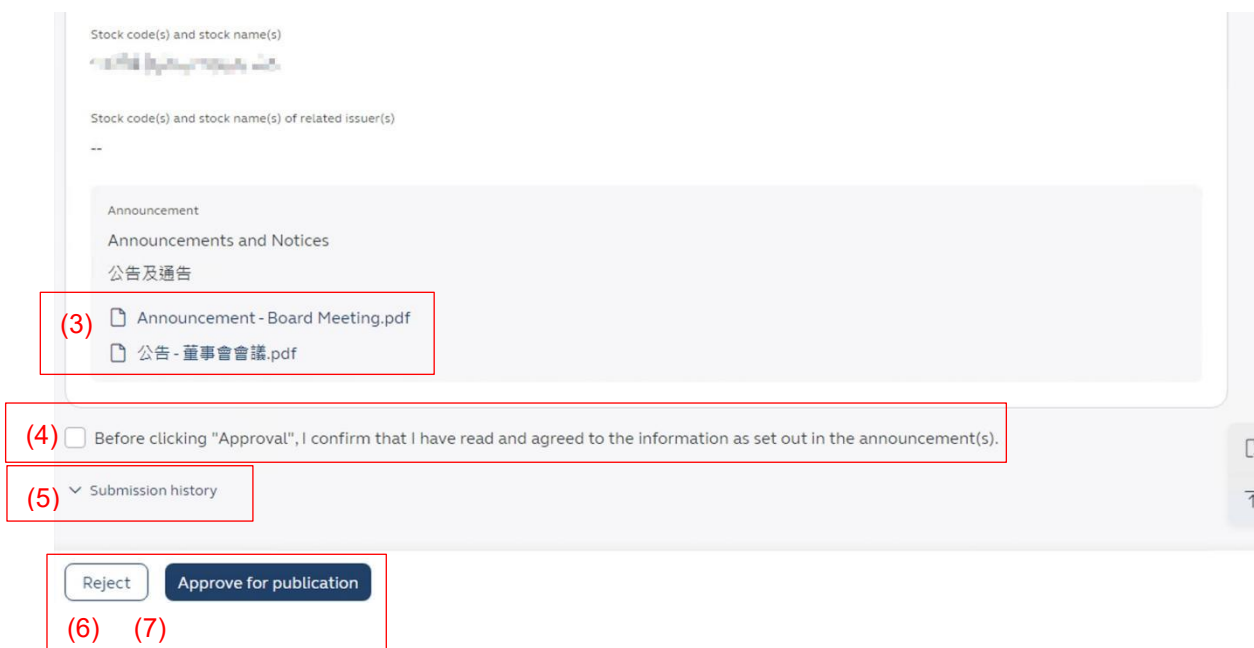 Stock code(s) and stock name(s)
Stock code(s) and stock name(s) of related issuer(s)
--
Announcement
Announcements and Notices
公告及通告
(3) Announcement - Board Meeting.pdf
公告 - 董事會會議.pdf
(4) Before clicking "Approval", I confirm that I have read and agreed to the information as set out in the announcement(s).
(5) Submission history
Reject Approve for publication
(6) (7)